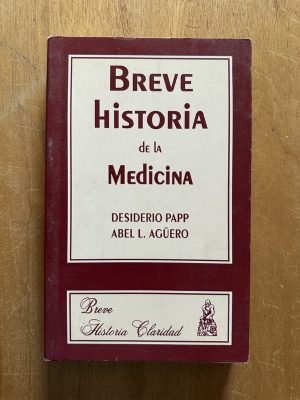 BREVE
HISTORIA
de la
Medicina
DESIDERIO PAPP
ABEL L. AGÜERO
Breve
Historia Claridad